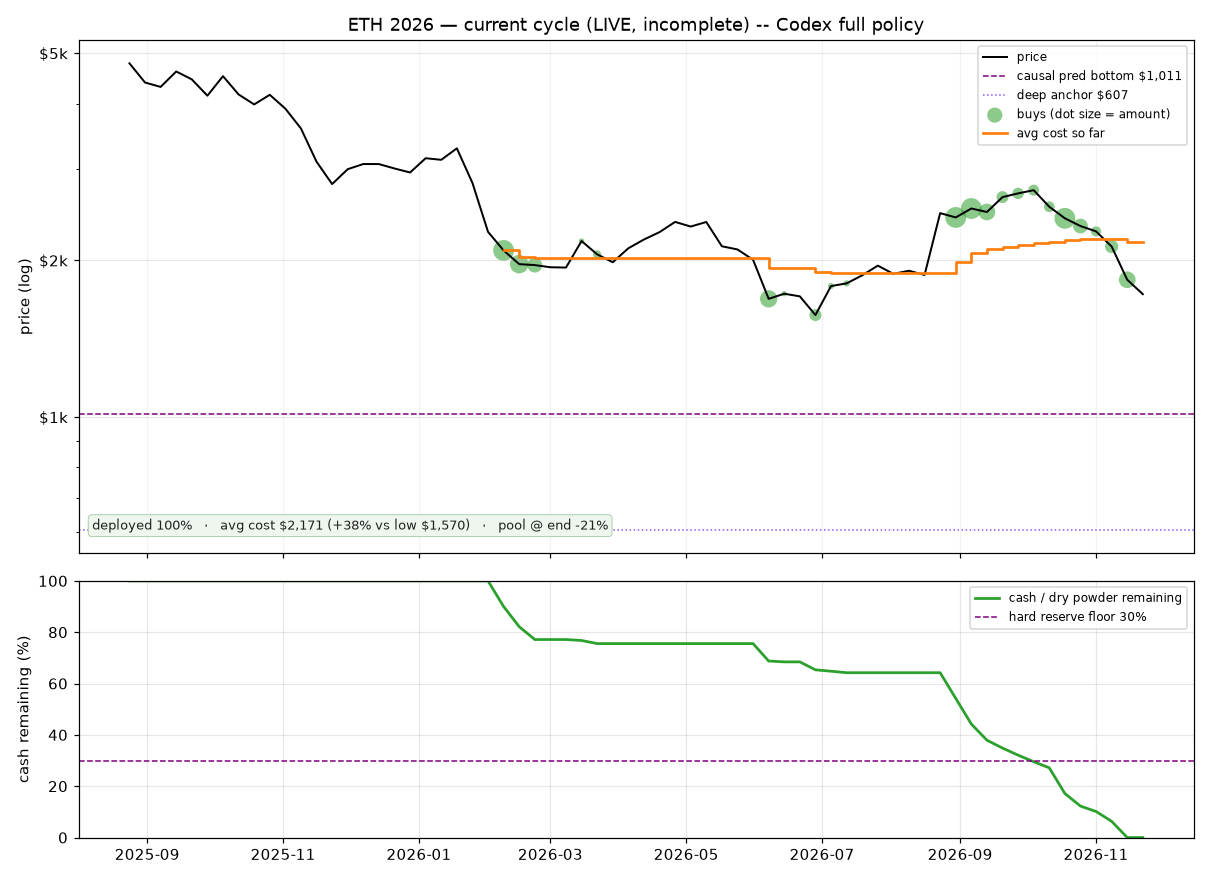 ETH 2026 — current cycle (LIVE, incomplete) -- Codex full policy
price (log)
$5k
$2k
$1k
price
causal pred bottom $1,011
deep anchor $607
buys (dot size = amount)
avg cost so far
deployed 100%   ·   avg cost $2,171 (+38% vs low $1,570)   ·   pool @ end -21%
cash remaining (%)
100
80
60
40
20
0
cash / dry powder remaining
hard reserve floor 30%
2025-09
2025-11
2026-01
2026-03
2026-05
2026-07
2026-09
2026-11